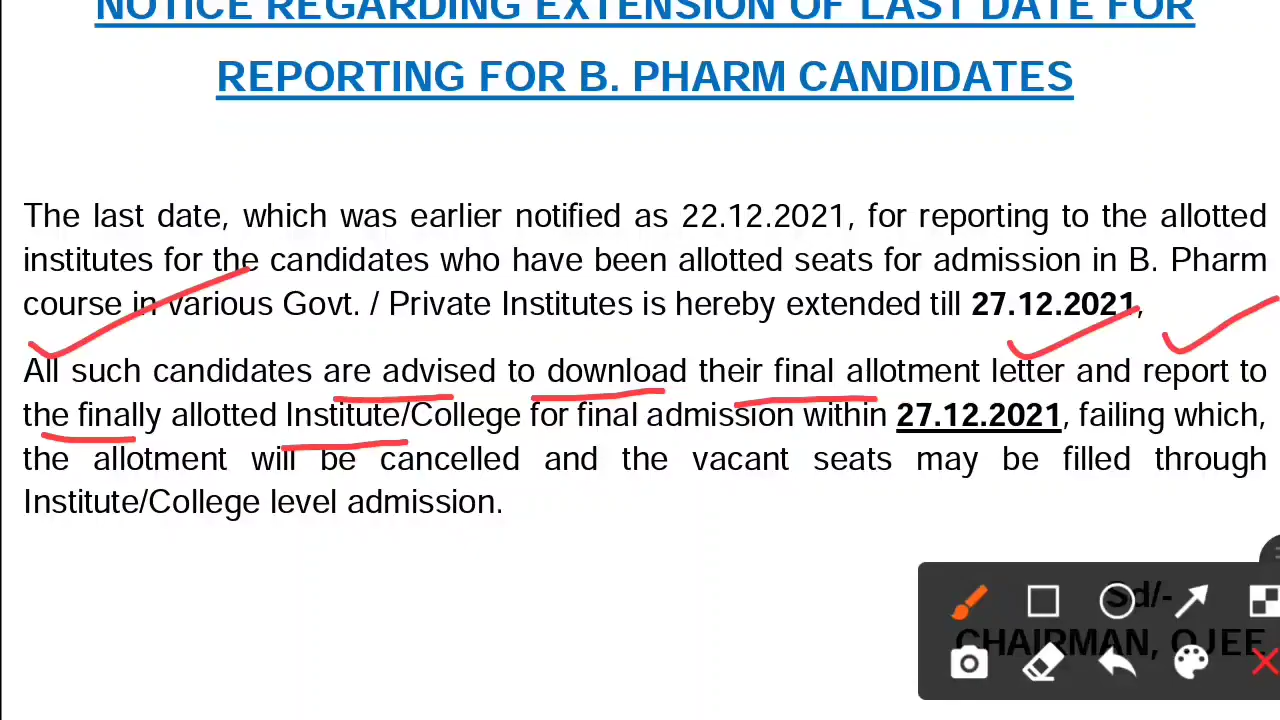 NOTICE REGARDING EXTENSION OF LAST DATE FOR
REPORTING FOR B. PHARM CANDIDATES
The last date, which was earlier notified as 22.12.2021, for reporting to the allotted
institutes for the candidates who have been allotted seats for admission in B. Pharm
course in various Govt. / Private Institutes is hereby extended till 27.12.2021,
All such candidates are advised to download their final allotment letter and report to
the finally allotted Institute/College for final admission within 27.12.2021, failing which,
the allotment will be cancelled and the vacant seats may be filled through
Institute/College level admission.
Sd/-
CHAIRMAN, OJEE